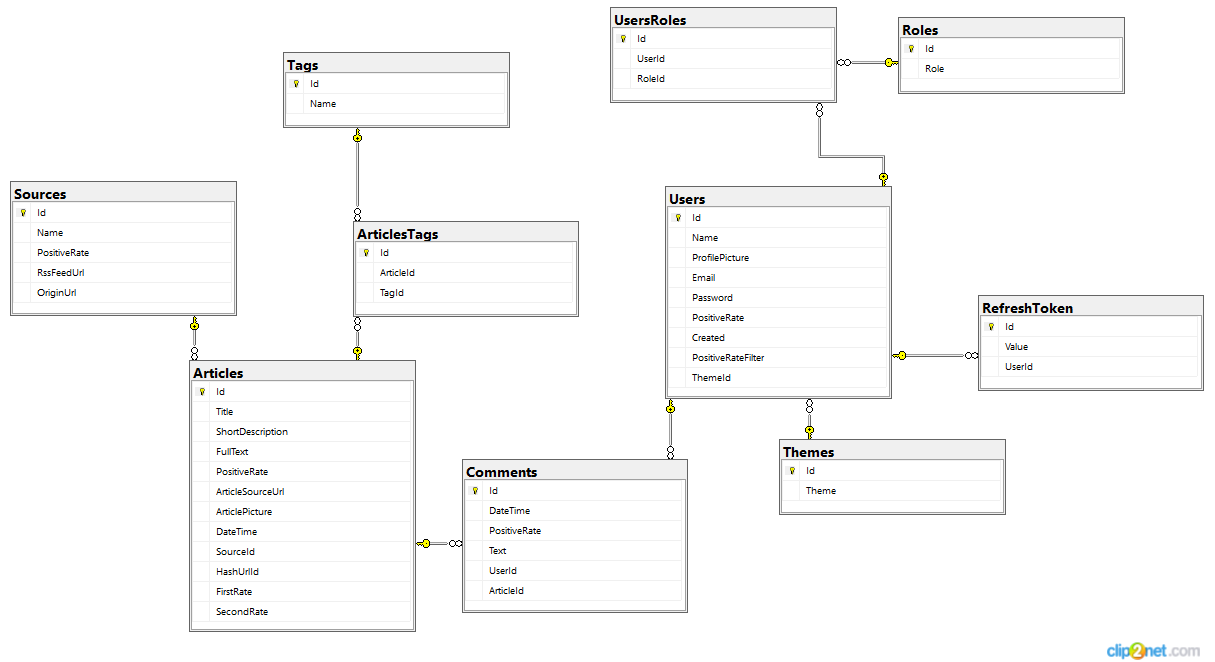 UsersRoles
Id
UserId
RoleId
Roles
Id
Role
Tags
Id
Name
Sources
Id
Name
PositiveRate
RssFeedUrl
OriginUrl
ArticlesTags
Id
ArticleId
TagId
Users
Id
Name
ProfilePicture
Email
Password
PositiveRate
Created
PositiveRateFilter
ThemeId
RefreshToken
Id
Value
UserId
Articles
Id
Title
ShortDescription
FullText
PositiveRate
ArticleSourceUrl
ArticlePicture
DateTime
SourceId
HashUrlId
FirstRate
SecondRate
Comments
Id
DateTime
PositiveRate
Text
UserId
ArticleId
Themes
Id
Theme
clip2net.com